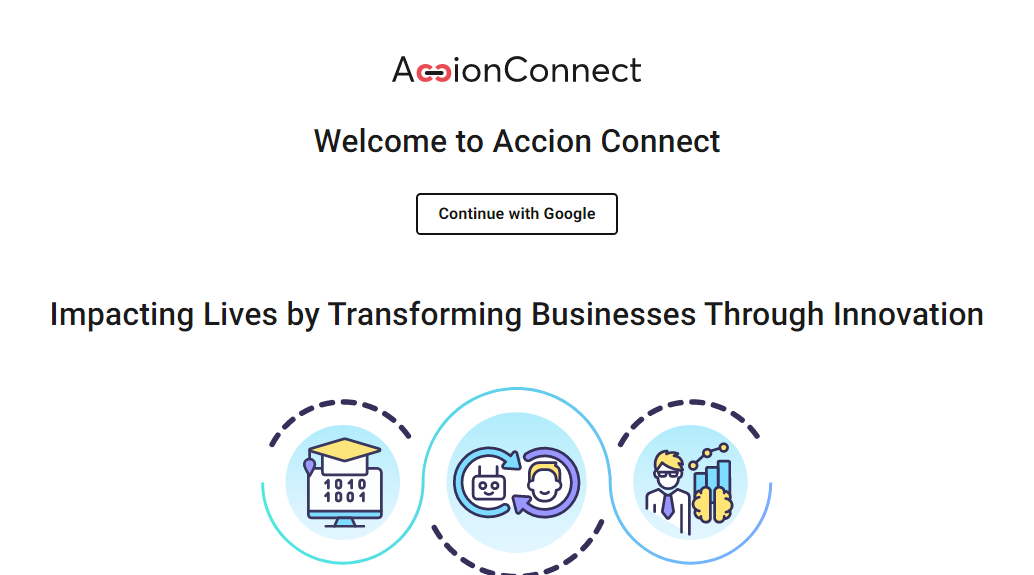 AccionConnect
Welcome to Accion Connect
Continue with Google
Impacting Lives by Transforming Businesses Through Innovation
1010
1001